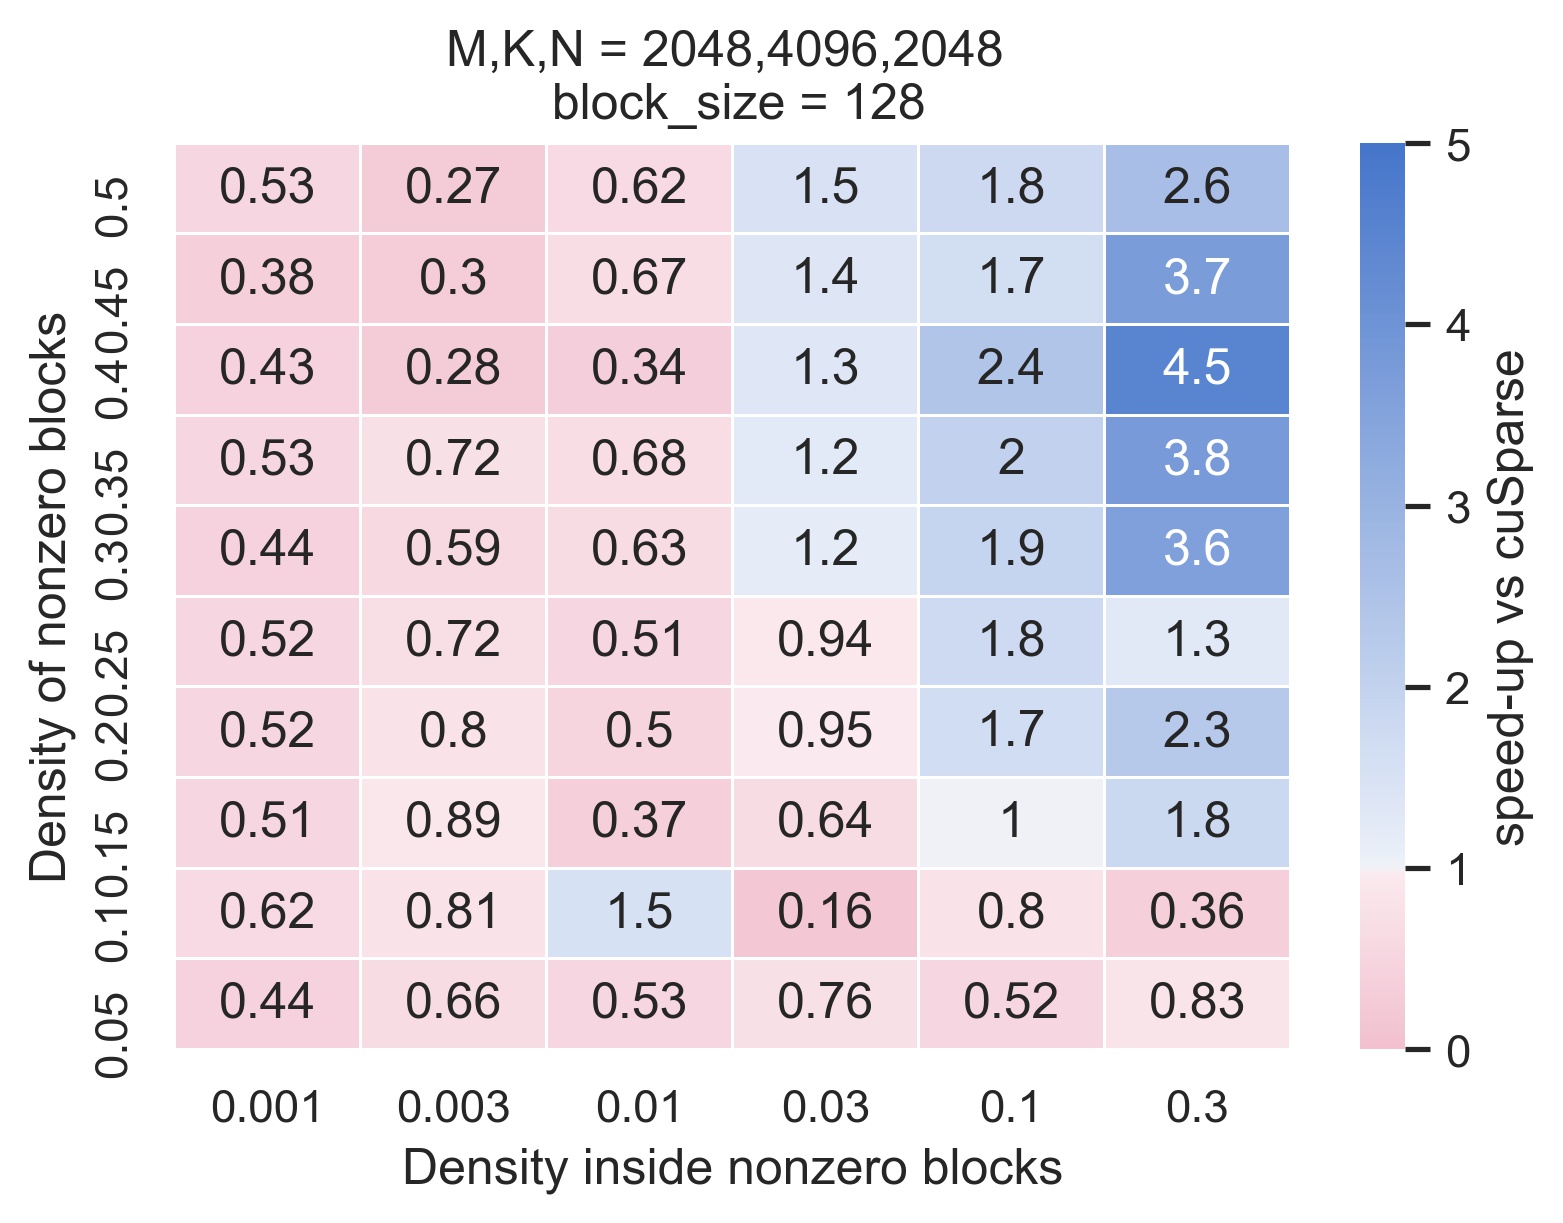 M,K,N = 2048,4096,2048
block_size = 128
Density of nonzero blocks
0.5 0.53 0.27 0.62 1.5 1.8 2.6
0.45 0.38 0.3 0.67 1.4 1.7 3.7
0.4 0.43 0.28 0.34 1.3 2.4 4.5
0.35 0.53 0.72 0.68 1.2 2 3.8
0.3 0.44 0.59 0.63 1.2 1.9 3.6
0.25 0.52 0.72 0.51 0.94 1.8 1.3
0.2 0.52 0.8 0.5 0.95 1.7 2.3
0.15 0.51 0.89 0.37 0.64 1 1.8
0.1 0.62 0.81 1.5 0.16 0.8 0.36
0.05 0.44 0.66 0.53 0.76 0.52 0.83
0.001 0.003 0.01 0.03 0.1 0.3
Density inside nonzero blocks
5
4
3
2
1
0
speed-up vs cuSparse